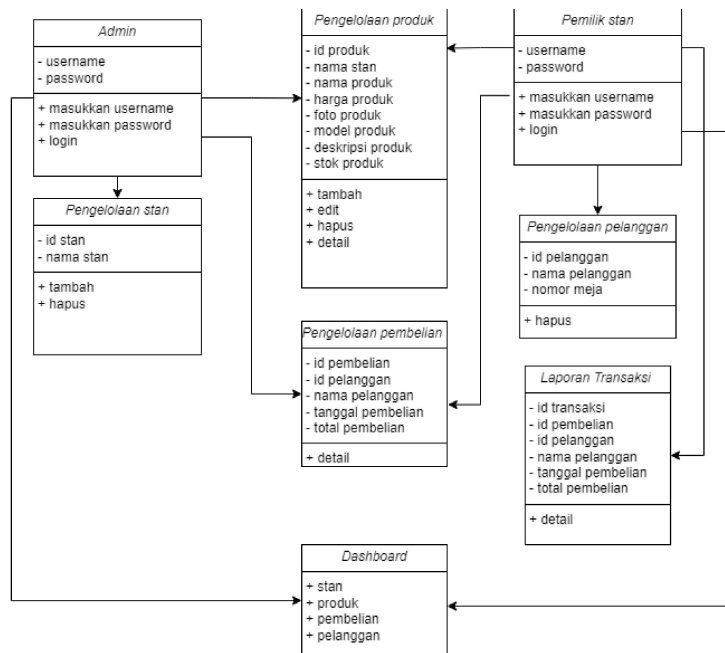 Admin
- username
- password
+ masukkan username
+ masukkan password
+ login
Pengelolaan stan
- id stan
- nama stan
+ tambah
+ hapus
Pengelolaan produk
- id produk
- nama stan
- nama produk
- harga produk
- foto produk
- model produk
- deskripsi produk
- stok produk
+ tambah
+ edit
+ hapus
+ detail
Pengelolaan pembelian
- id pembelian
- id pelanggan
- nama pelanggan
- tanggal pembelian
- total pembelian
+ detail
Dashboard
+ stan
+ produk
+ pembelian
+ pelanggan
Pemilik stan
- username
- password
+ masukkan username
+ masukkan password
+ login
Pengelolaan pelanggan
- id pelanggan
- nama pelanggan
- nomor meja
+ hapus
Laporan Transaksi
- id transaksi
- id pembelian
- id pelanggan
- nama pelanggan
- tanggal pembelian
- total pembelian
+ detail